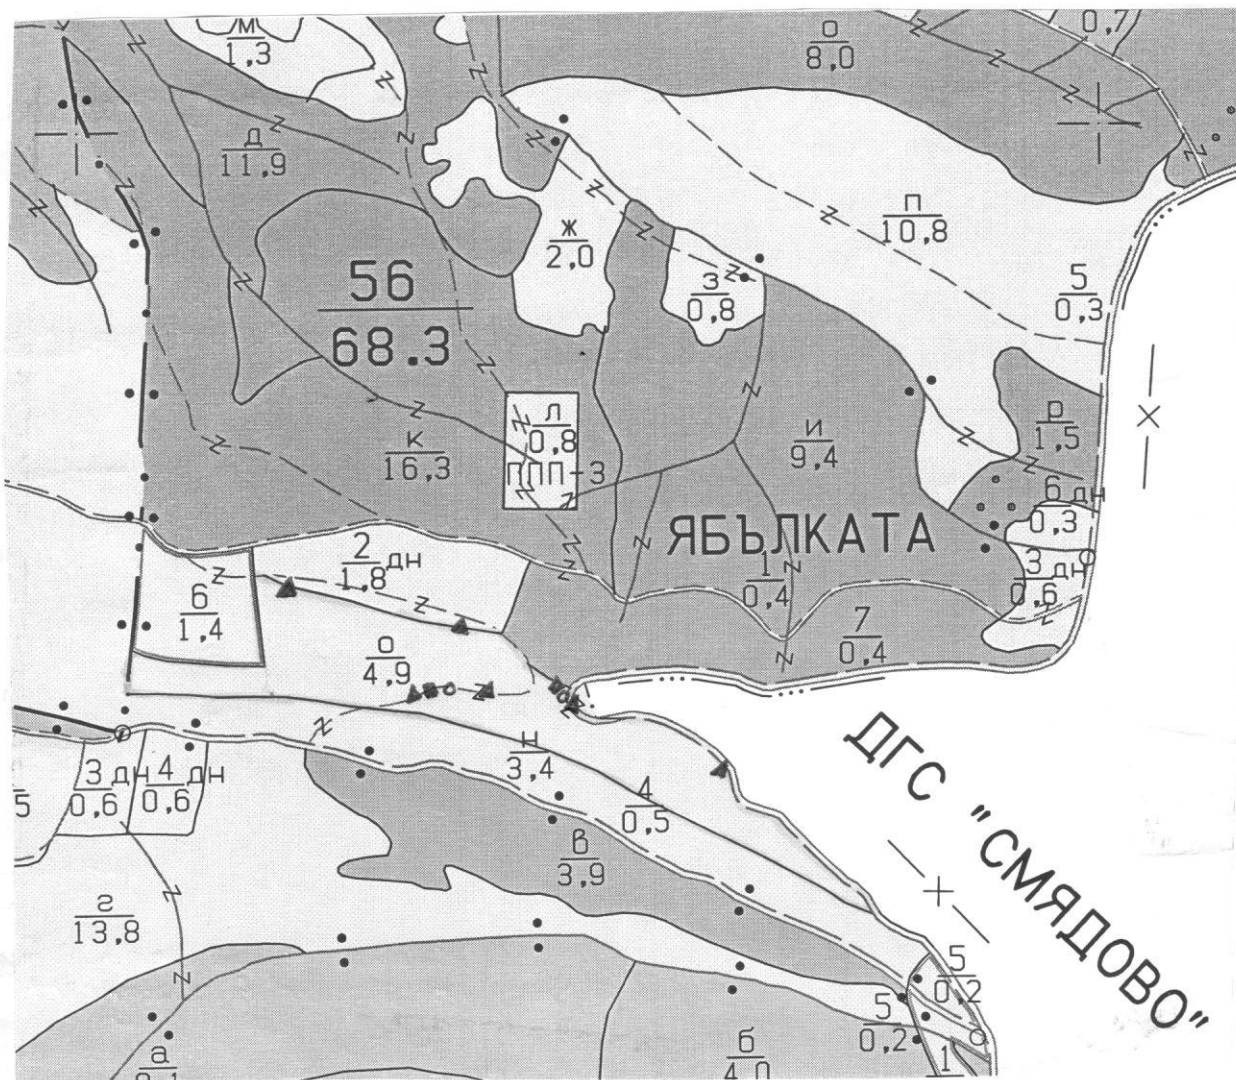 м
1,3
о
8,0
0,7
д
11,9
ж
2,0
п
10,8
56
68.3
з
0,8
5
0,3
л
0,8
ППП-3
к
16,3
и
9,4
р
1,5
6 дн
0,3
ЯБЪЛКАТА
2 дн
1,8
1
0,4
3 дн
0,6
6
1,4
7
0,4
о
4,9
н
3,4
ДГС "СМЯДОВО"
5
3 дн
0,6
4 дн
0,6
4
0,5
в
3,9
г
13,8
5
0,2
5
0,2
а
б
4,0
1